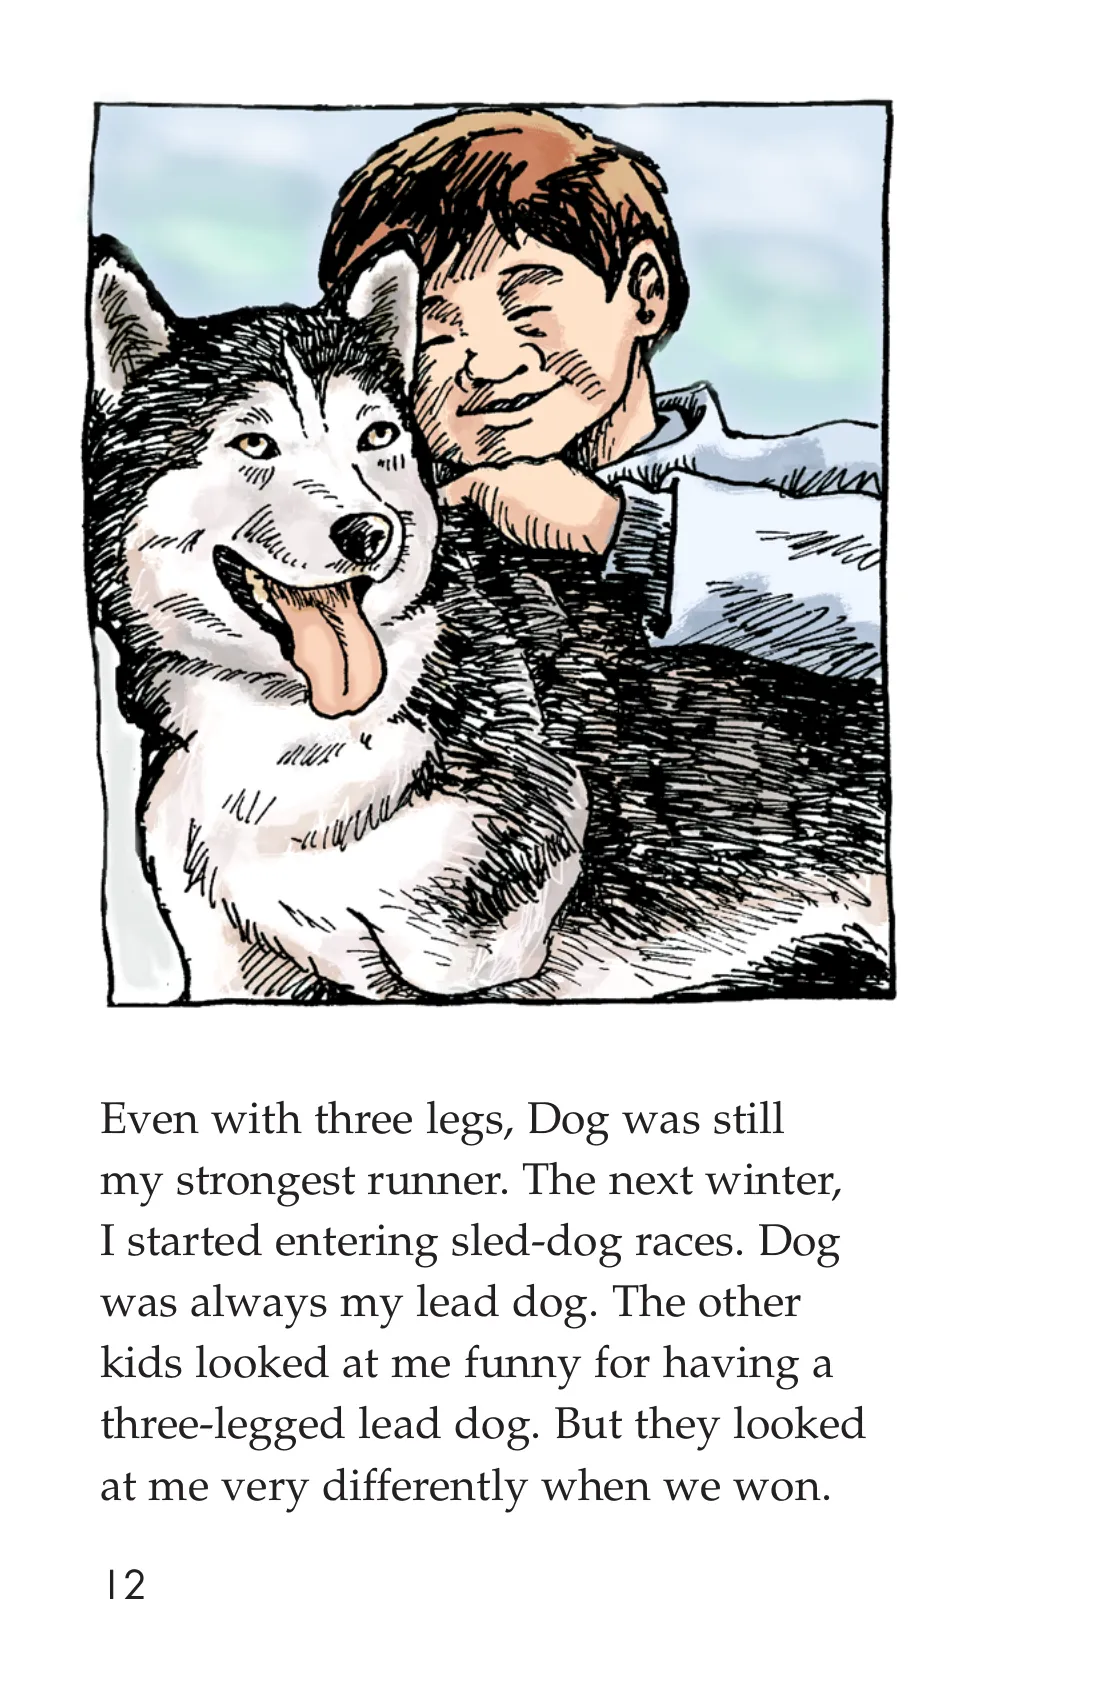 Even with three legs, Dog was still
my strongest runner. The next winter,
I started entering sled-dog races. Dog
was always my lead dog. The other
kids looked at me funny for having a
three-legged lead dog. But they looked
at me very differently when we won.
12